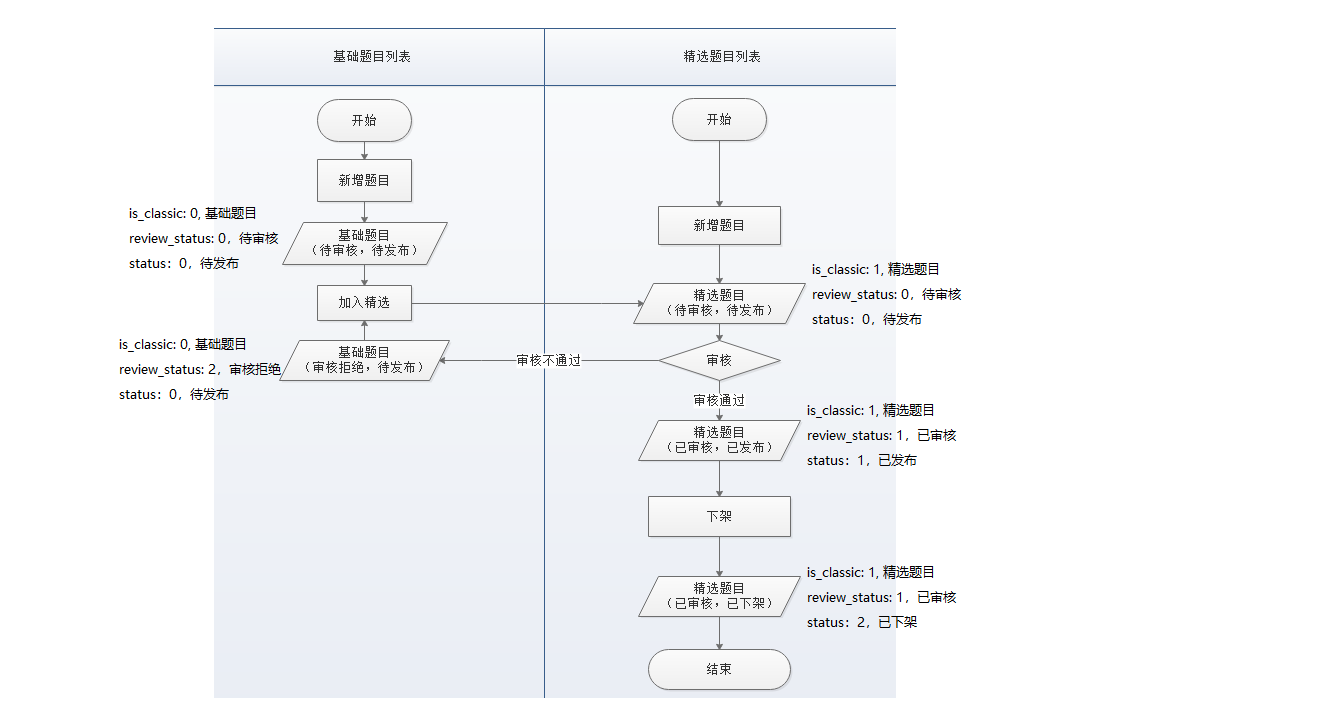 基础题目列表
精选题目列表
开始
新增题目
is_classic: 0, 基础题目
review_status: 0，待审核
status：0，待发布
基础题目
（待审核，待发布）
加入精选
is_classic: 0, 基础题目
review_status: 2，审核拒绝
status：0，待发布
基础题目
（审核拒绝，待发布）
审核不通过
开始
新增题目
精选题目
（待审核，待发布）
is_classic: 1, 精选题目
review_status: 0，待审核
status：0，待发布
审核
审核通过
精选题目
（已审核，已发布）
is_classic: 1, 精选题目
review_status: 1，已审核
status：1，已发布
下架
精选题目
（已审核，已下架）
is_classic: 1, 精选题目
review_status: 1，已审核
status：2，已下架
结束